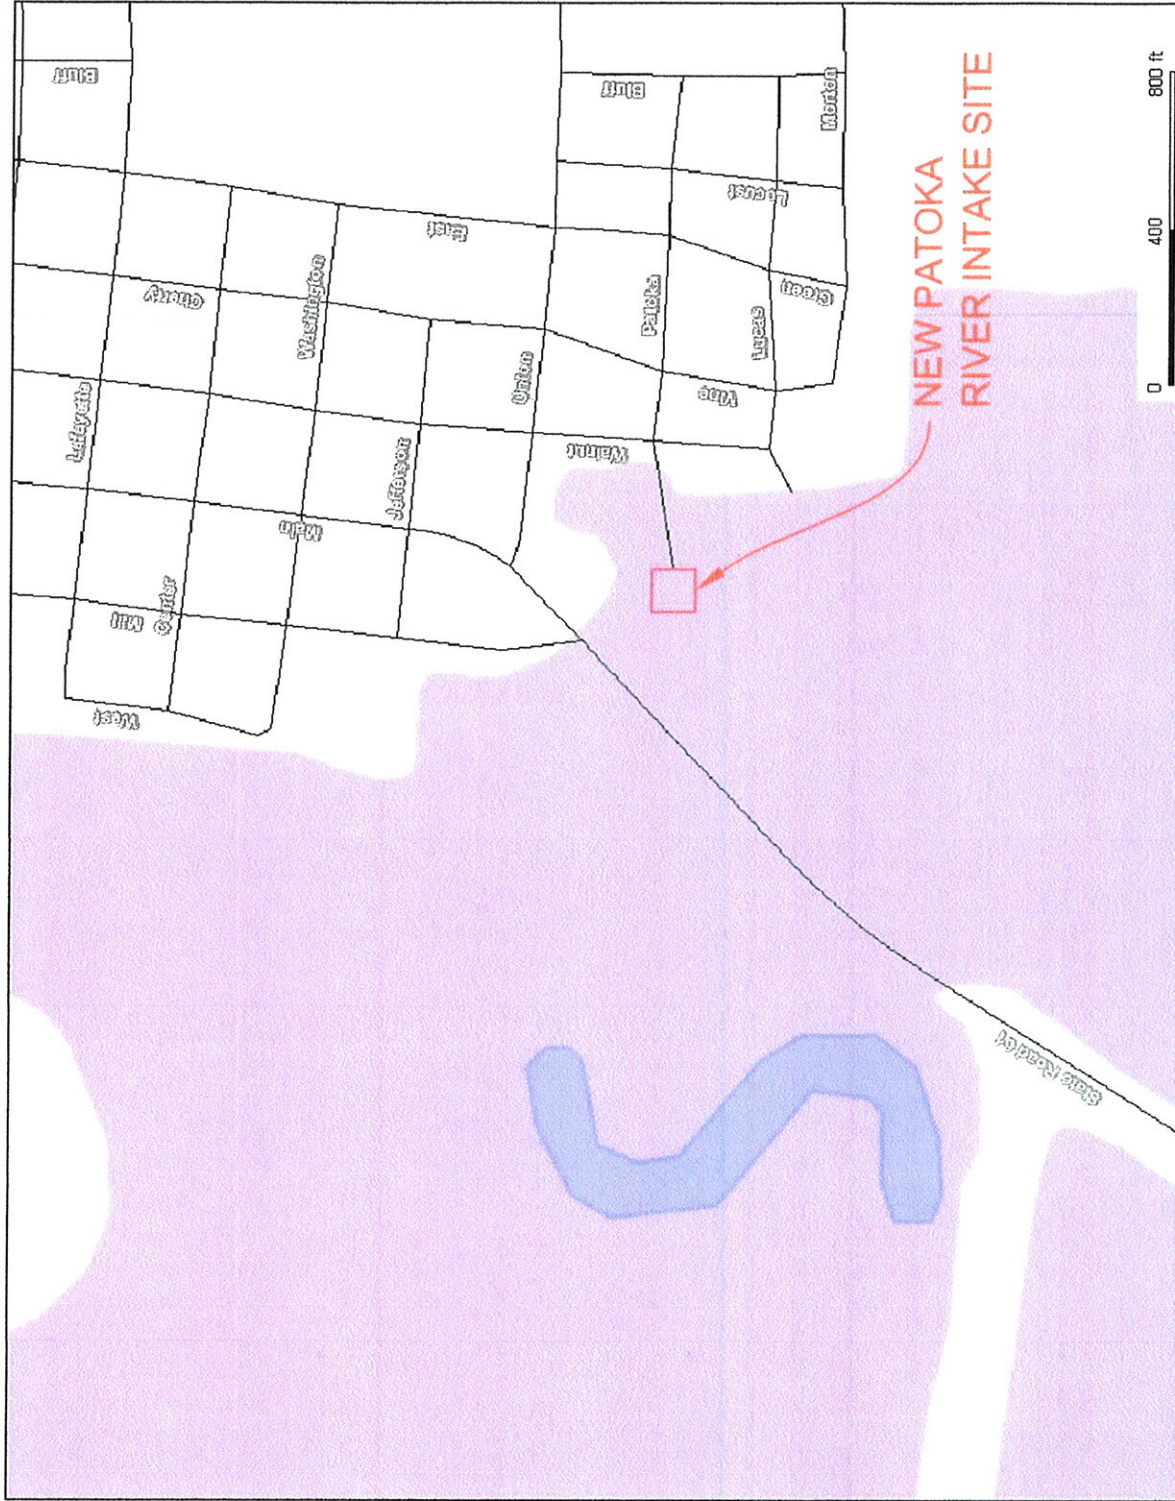 Bluff
Lafayette
Cherry
Washington
East
Mill
Center
Main
Jefferson
Union
West
Walnut
Bluff
Patoka
Locust
Morton
Vine
Lucas
Green
State Road 61
NEW PATOKA
RIVER INTAKE SITE
0
400
800 ft